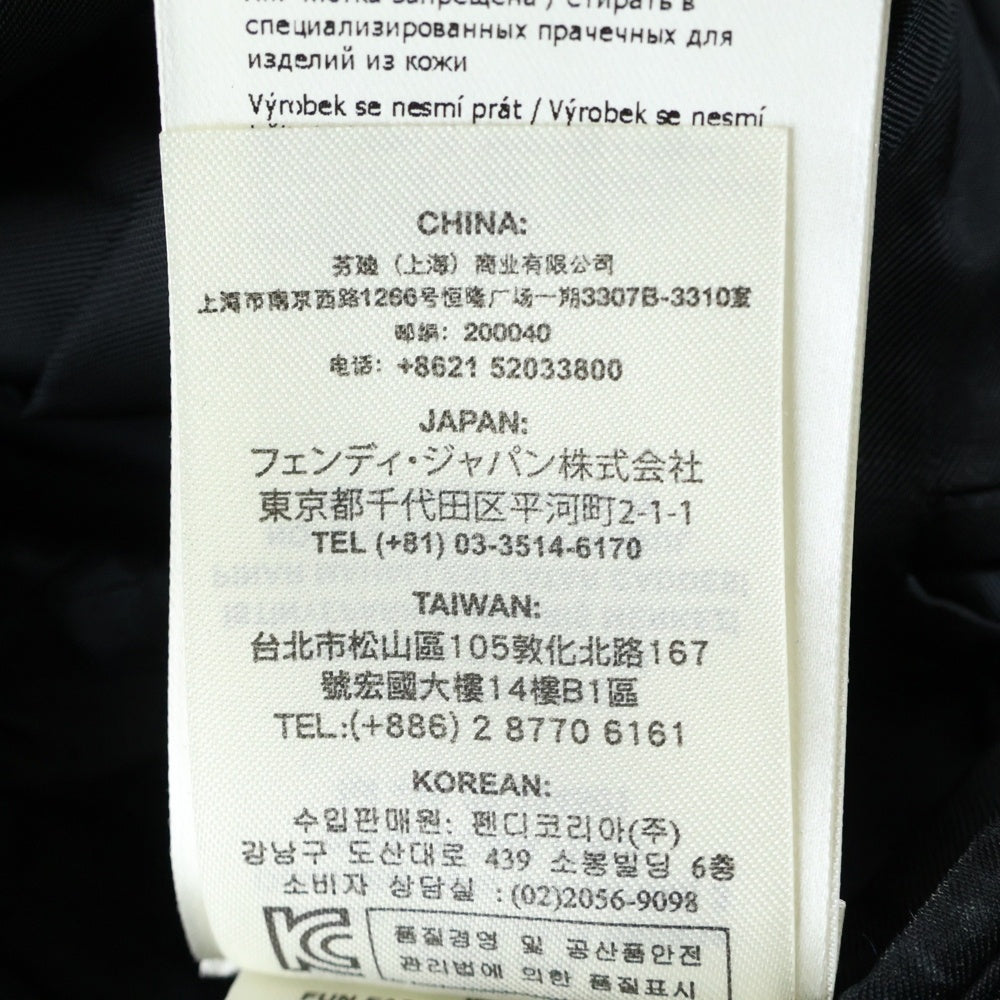 чистка запрещена / Стирать в
специализированных прачечных для
изделий из кожи
Výrobek se nesmí prát / Výrobek se nesmí
CHINA:
芬迪（上海）商业有限公司
上海市南京西路1266号恒隆广场一期3307B-3310室
邮编：200040
电话：+8621 52033800
JAPAN:
フェンディ・ジャパン株式会社
東京都千代田区平河町2-1-1
TEL (+81) 03-3514-6170
TAIWAN:
台北市松山區105敦化北路167
號宏國大樓14樓B1區
TEL:(+886) 2 8770 6161
KOREAN:
수입판매원: 펜디코리아(주)
강남구 도산대로 439 소봉빌딩 6층
소비자 상담실 :(02)2056-9098
품질경영 및 공산품안전
관리법에 의한 품질표시